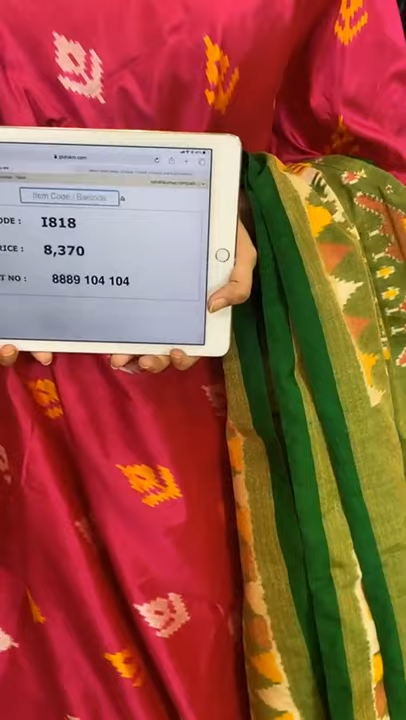 Item Code / Barcode
ODE : I818
RICE : 8,370
T NO : 8889 104 104